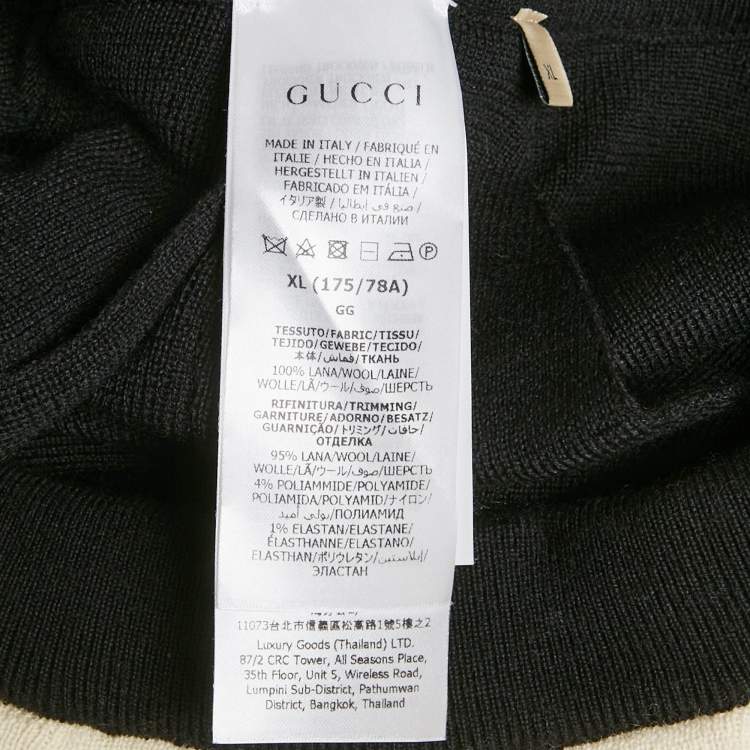 XL
GUCCI
MADE IN ITALY / FABRIQUÉ EN
ITALIE / HECHO EN ITALIA /
HERGESTELLT IN ITALIEN /
FABRICADO EM ITÁLIA /
イタリア製 / صنع في إيطاليا /
СДЕЛАНО В ИТАЛИИ
P
XL (175/78A)
GG
TESSUTO/FABRIC/TISSU/
TEJIDO/GEWEBE/TECIDO/
本体/قماش/ТКАНЬ
100% LANA/WOOL/LAINE/
WOLLE/LÃ/ウール/صوف/ШЕРСТЬ
RIFINITURA/TRIMMING/
GARNITURE/ADORNO/BESATZ/
GUARNIÇÃO/トリミング/حافات/
ОТДЕЛКА
95% LANA/WOOL/LAINE/
WOLLE/LÃ/ウール/صوف/ШЕРСТЬ
4% POLIAMMIDE/POLYAMIDE/
POLIAMIDA/POLYAMID/ナイロン/
بولي أميد/ПОЛИАМИД
1% ELASTAN/ELASTANE/
ÉLASTHANNE/ELASTANO/
ELASTHAN/ポリウレタン/إيلاستين/
ЭЛАСТАН
11073台北市信義區松高路1號5樓之2
Luxury Goods (Thailand) LTD.
87/2 CRC Tower, All Seasons Place,
35th Floor, Unit 5, Wireless Road,
Lumpini Sub-District, Pathumwan
District, Bangkok, Thailand